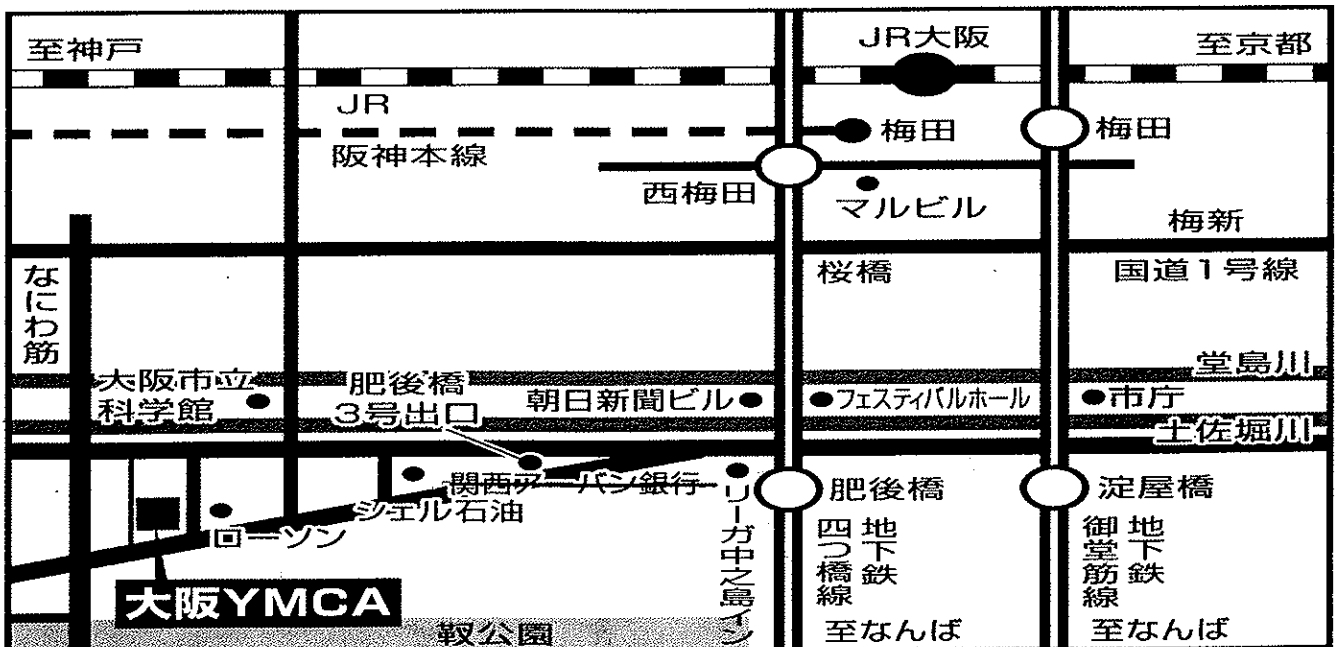 至神戸
JR大阪
至京都
JR
阪神本線
梅田
梅田
西梅田
マルビル
梅新
桜橋
国道1号線
なにわ筋
堂島川
大阪市立
科学館
肥後橋
3号出口
朝日新聞ビル
フェスティバルホール
市庁
土佐堀川
関西アーバン銀行
シェル石油
ローソン
リーガ中之島イン
肥後橋
淀屋橋
地下鉄
四つ橋線
地下鉄
御堂筋線
大阪YMCA
靱公園
至なんば
至なんば